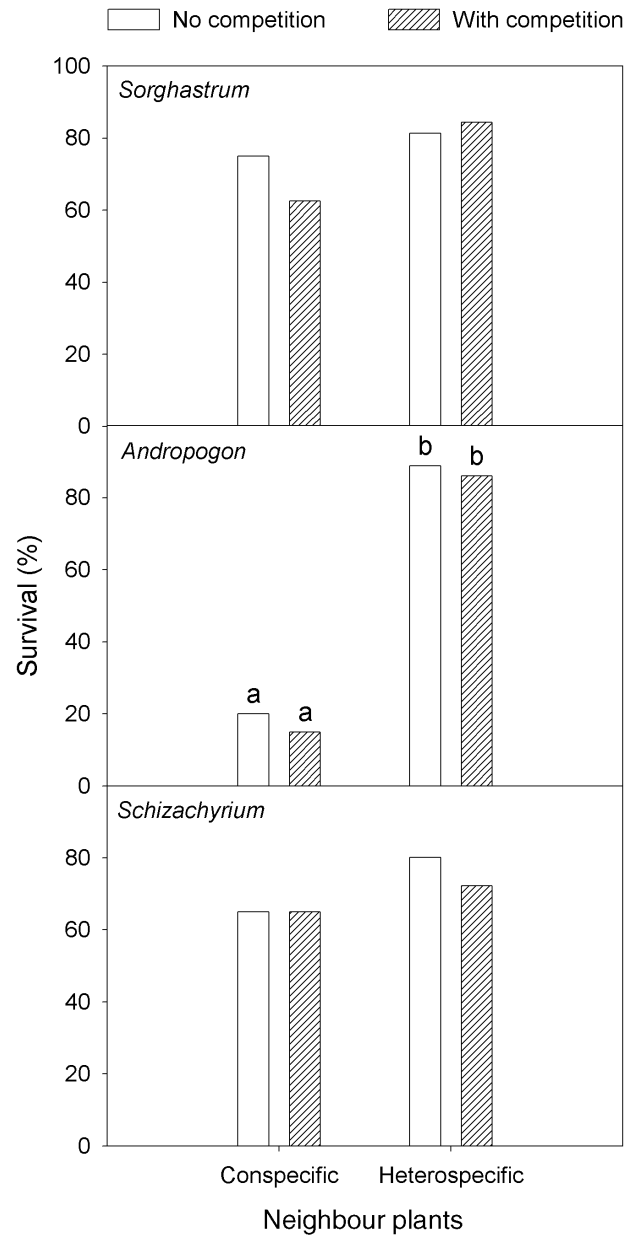 No competition With competition
100
Sorghastrum
80
60
40
20
0
Andropogon
b b
80
60
40
a a
20
0
Schizachyrium
80
60
40
20
0
Survival (%)
Conspecific Heterospecific
Neighbour plants